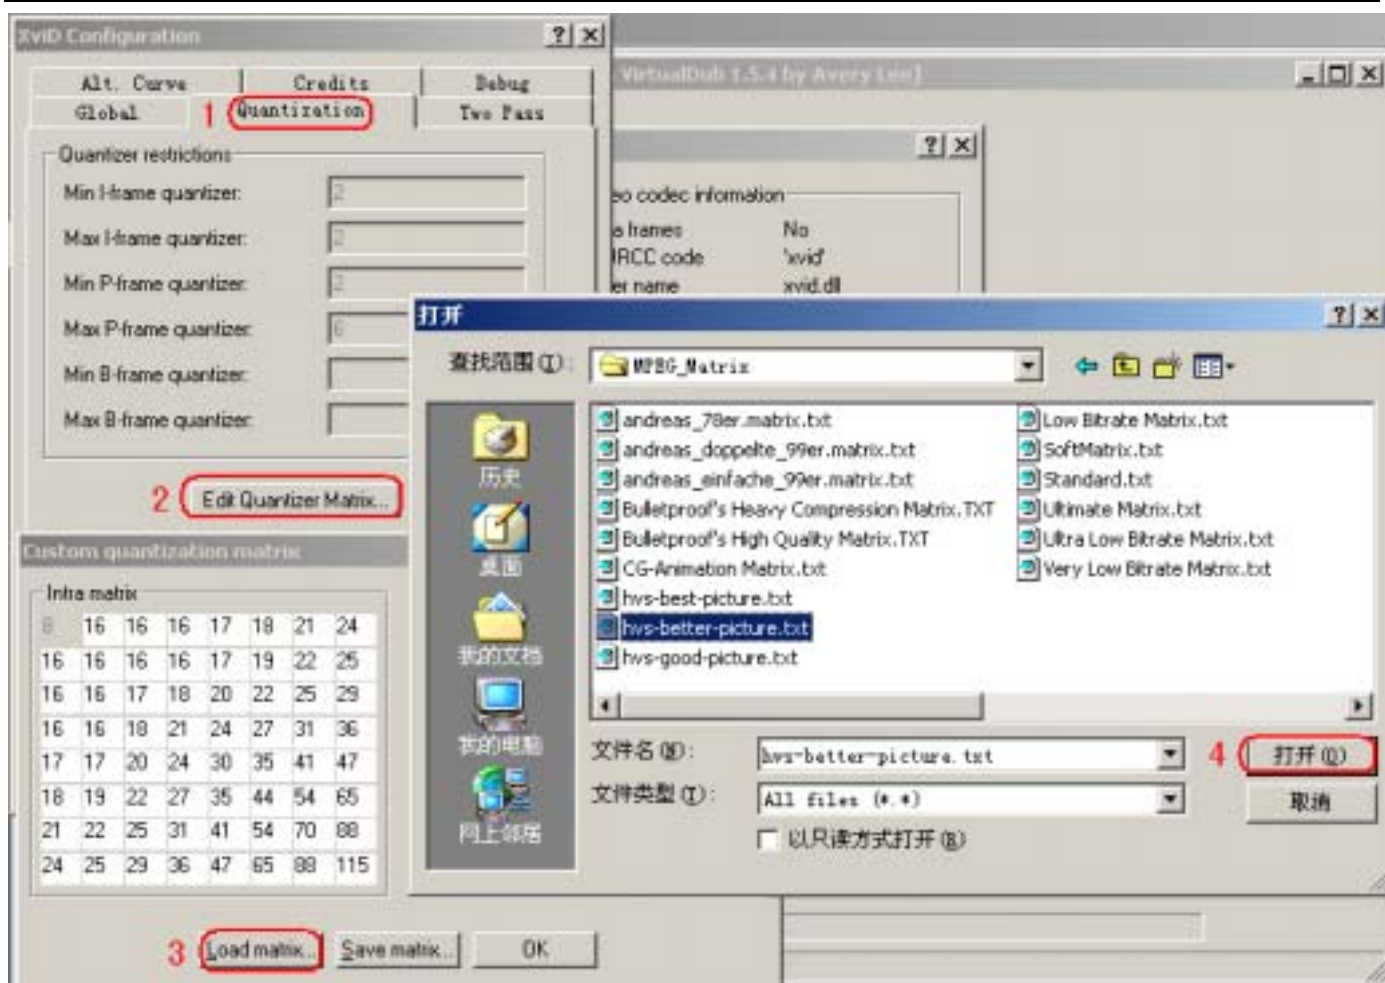 XviD Configuration
Alt. Curve
Credits
Debug
Global
1
Quantization
Two Pass
Quantizer restrictions
Min I-frame quantizer:
2
Max I-frame quantizer:
2
Min P-frame quantizer:
2
Max P-frame quantizer:
6
Min B-frame quantizer:
Max B-frame quantizer:
2
Edit Quantizer Matrix...
VirtualDub 1.5.4 by Avery Lee]
eo codec information
a frames No
IRCC code 'xvid'
er name xvid.dll
Custom quantization matrix
Intra matrix
8 16 16 16 17 18 21 24
16 16 16 16 17 19 22 25
16 16 17 18 20 22 25 29
16 16 18 21 24 27 31 36
17 17 20 24 30 35 41 47
18 19 22 27 35 44 54 65
21 22 25 31 41 54 70 88
24 25 29 36 47 65 88 115
3
Load matrix...
Save matrix...
OK
打开
查找范围(I):
MPEG_Matrix
历史
桌面
我的文档
我的电脑
网上邻居
andreas_78er.matrix.txt
andreas_doppelte_99er.matrix.txt
andreas_einfache_99er.matrix.txt
Bulletproof's Heavy Compression Matrix.TXT
Bulletproof's High Quality Matrix.TXT
CG-Animation Matrix.txt
hvs-best-picture.txt
hvs-better-picture.txt
hvs-good-picture.txt
Low Bitrate Matrix.txt
SoftMatrix.txt
Standard.txt
Ultimate Matrix.txt
Ultra Low Bitrate Matrix.txt
Very Low Bitrate Matrix.txt
文件名(N):
hvs-better-picture.txt
4
打开(O)
文件类型(T):
All files (*.*)
取消
以只读方式打开(R)